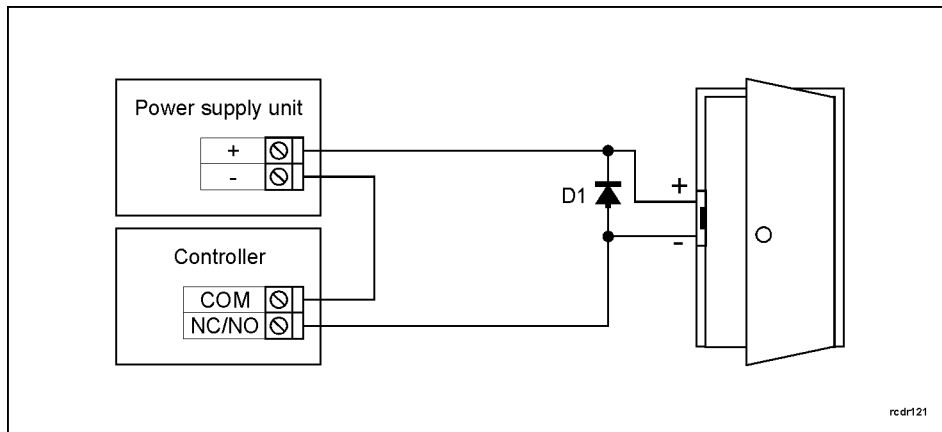 Power supply unit
+
-
Controller
COM
NC/NO
D1
+
-
rcdr121